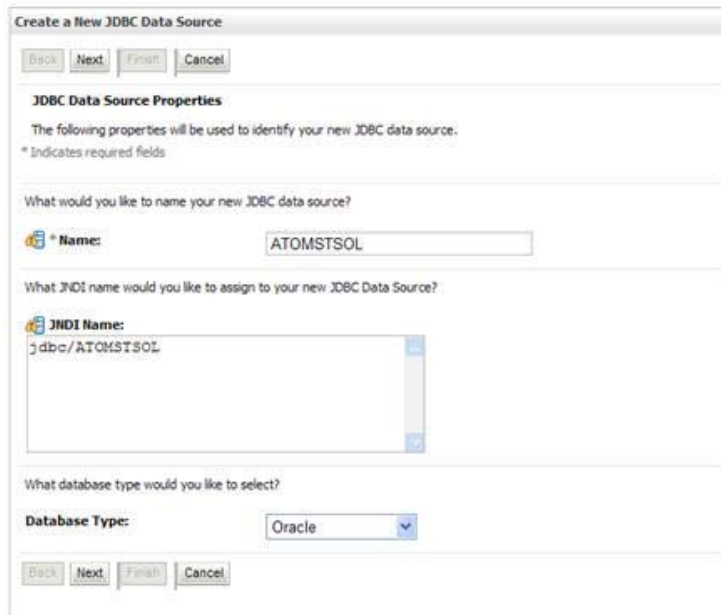 Create a New JDBC Data Source
Back Next Finish Cancel
JDBC Data Source Properties
The following properties will be used to identify your new JDBC data source.
* Indicates required fields
What would you like to name your new JDBC data source?
* Name: ATOMSTSOL
What JNDI name would you like to assign to your new JDBC Data Source?
JNDI Name:
jdbc/ATOMSTSOL
What database type would you like to select?
Database Type: Oracle
Back Next Finish Cancel